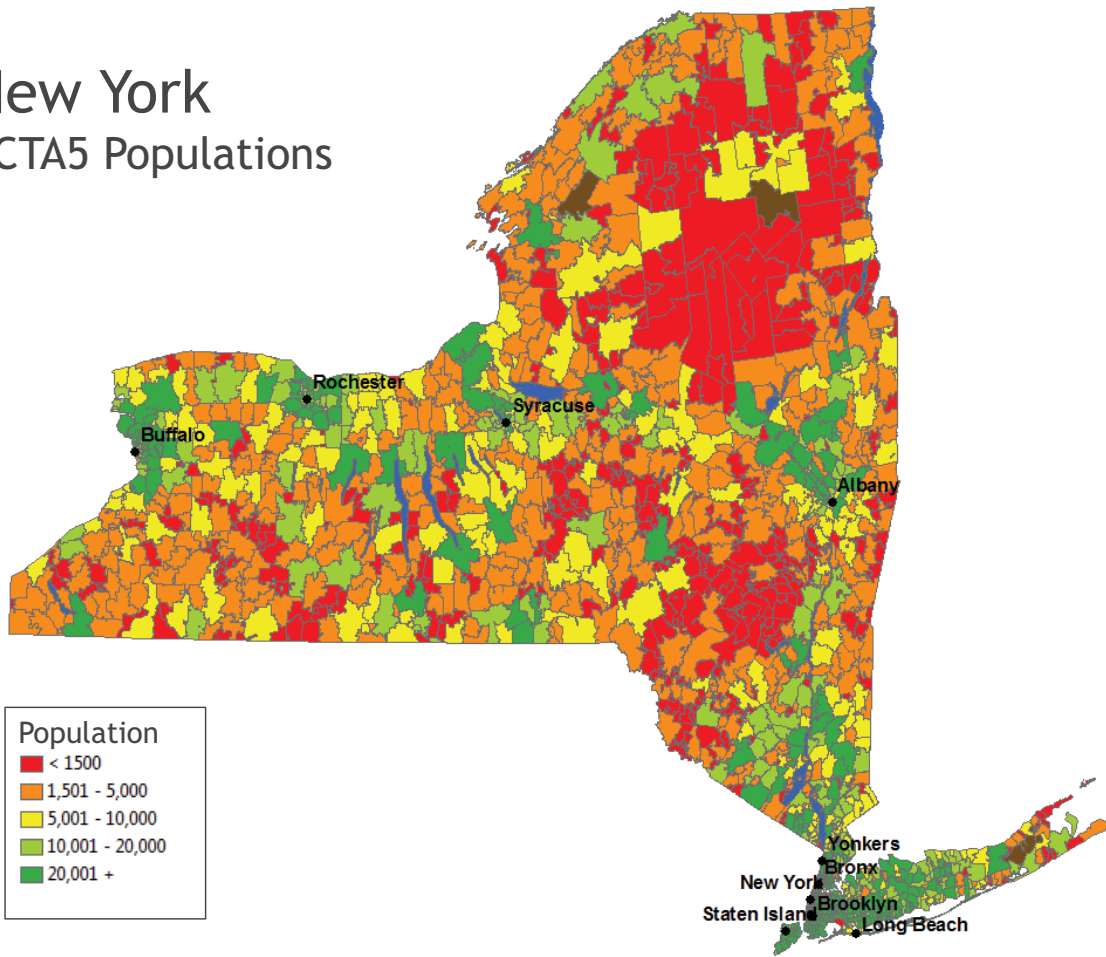 ew York
CTA5 Populations
Rochester
Syracuse
Buffalo
Albany
Population
< 1500
1,501 - 5,000
5,001 - 10,000
10,001 - 20,000
20,001 +
Yonkers
Bronx
New York
Brooklyn
Staten Island
Long Beach